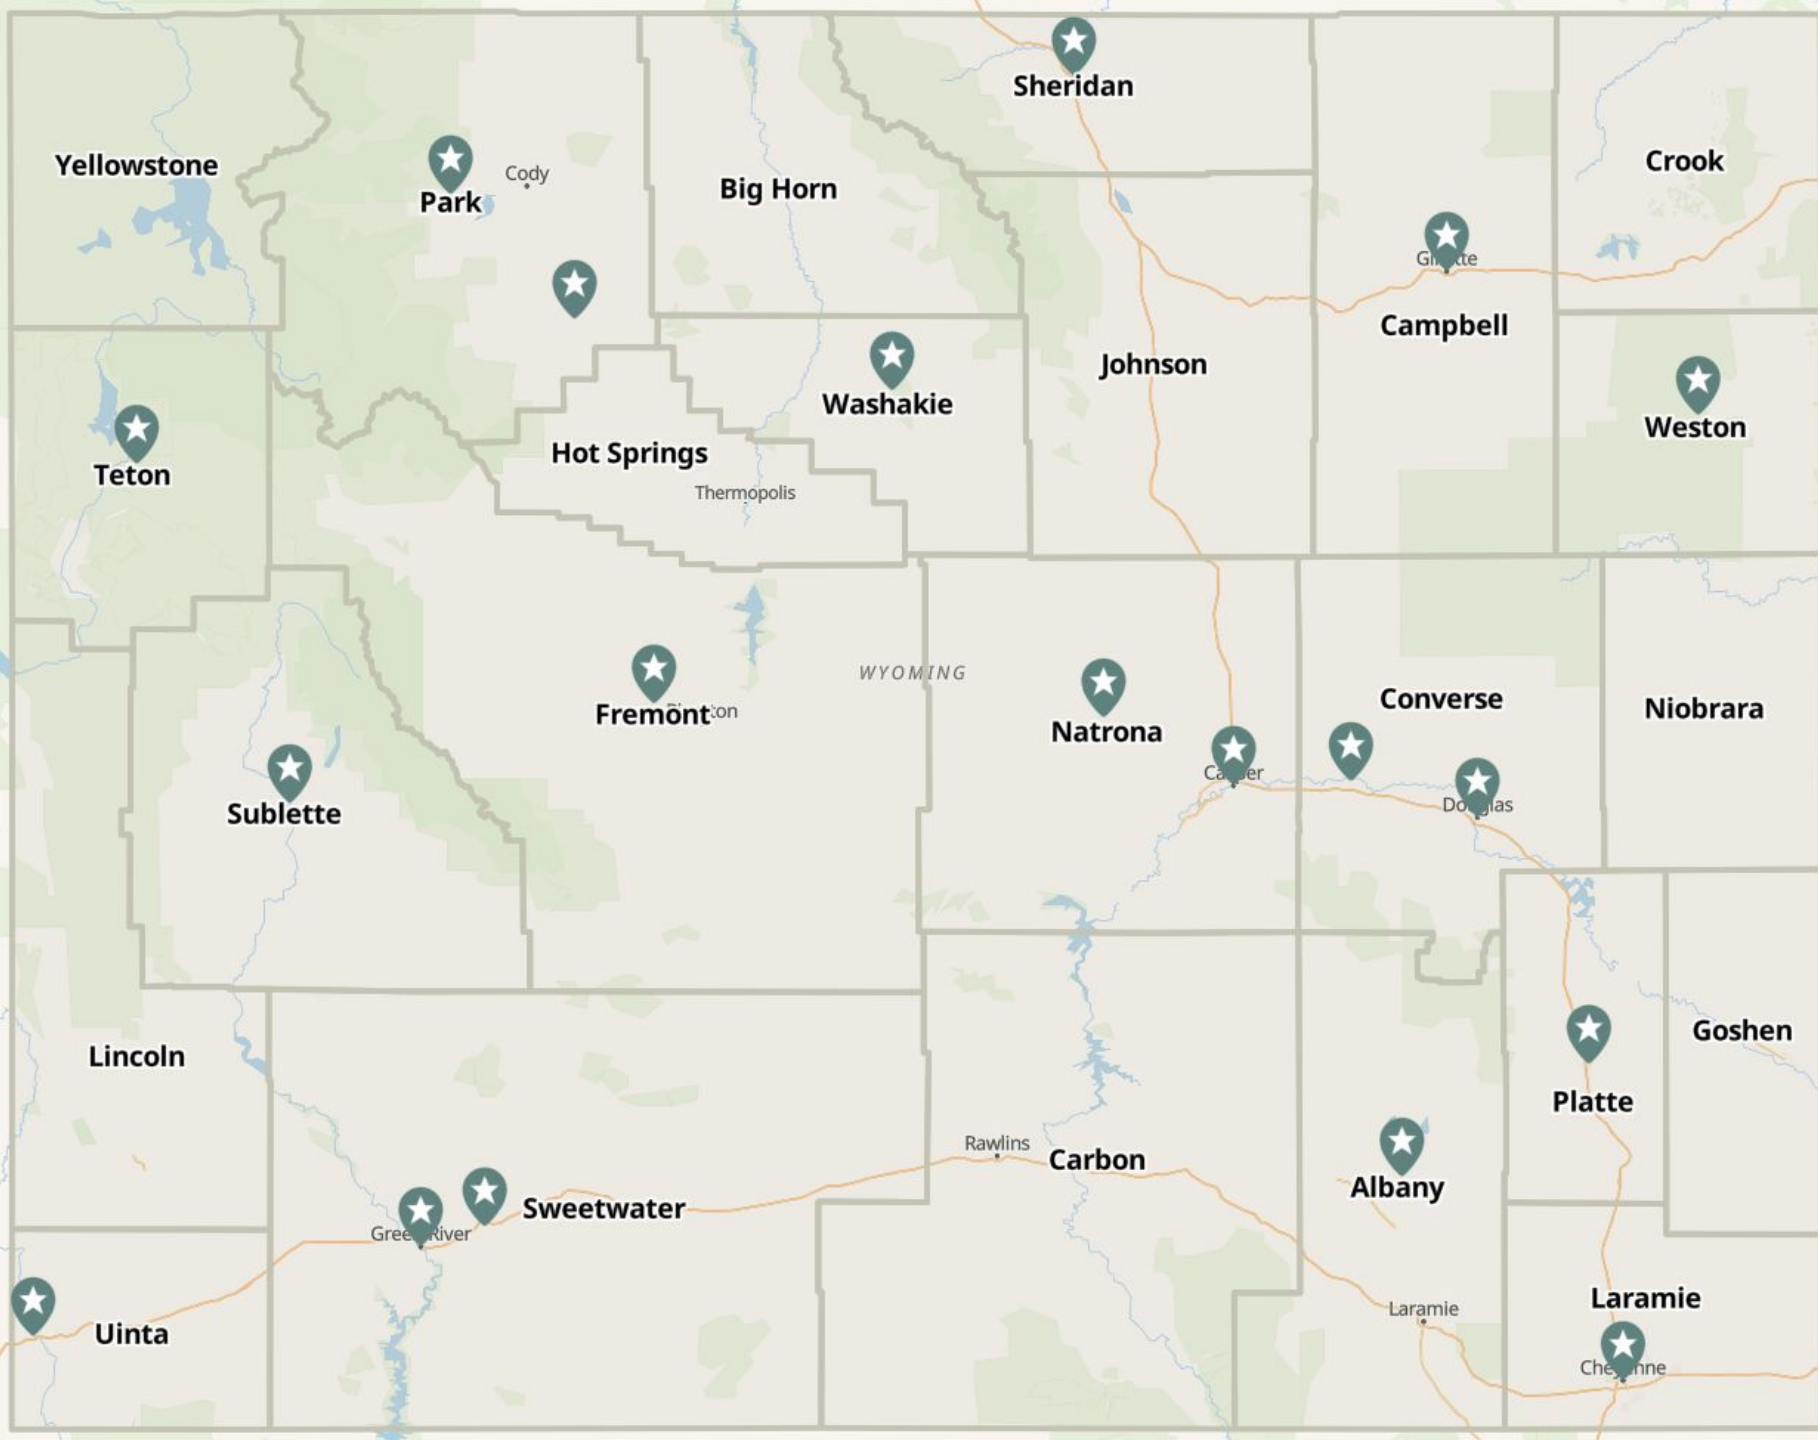 Sheridan
Yellowstone
Crook
Cody
Park
Big Horn
Campbell
Johnson
Washakie
Weston
Hot Springs
Teton
Thermopolis
WYOMING
Converse
Niobrara
Fremont
Natrona
Sublette
Goshen
Lincoln
Platte
Rawlins
Carbon
Albany
Sweetwater
Laramie
Laramie
Uinta